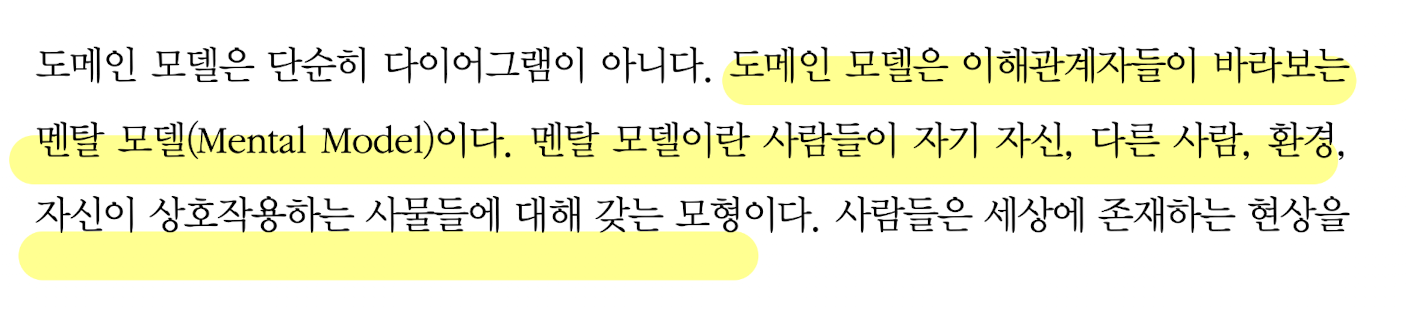 도메인 모델은 단순히 다이어그램이 아니다. 도메인 모델은 이해관계자들이 바라보는
멘탈 모델(Mental Model)이다. 멘탈 모델이란 사람들이 자기 자신, 다른 사람, 환경,
자신이 상호작용하는 사물들에 대해 갖는 모형이다. 사람들은 세상에 존재하는 현상을